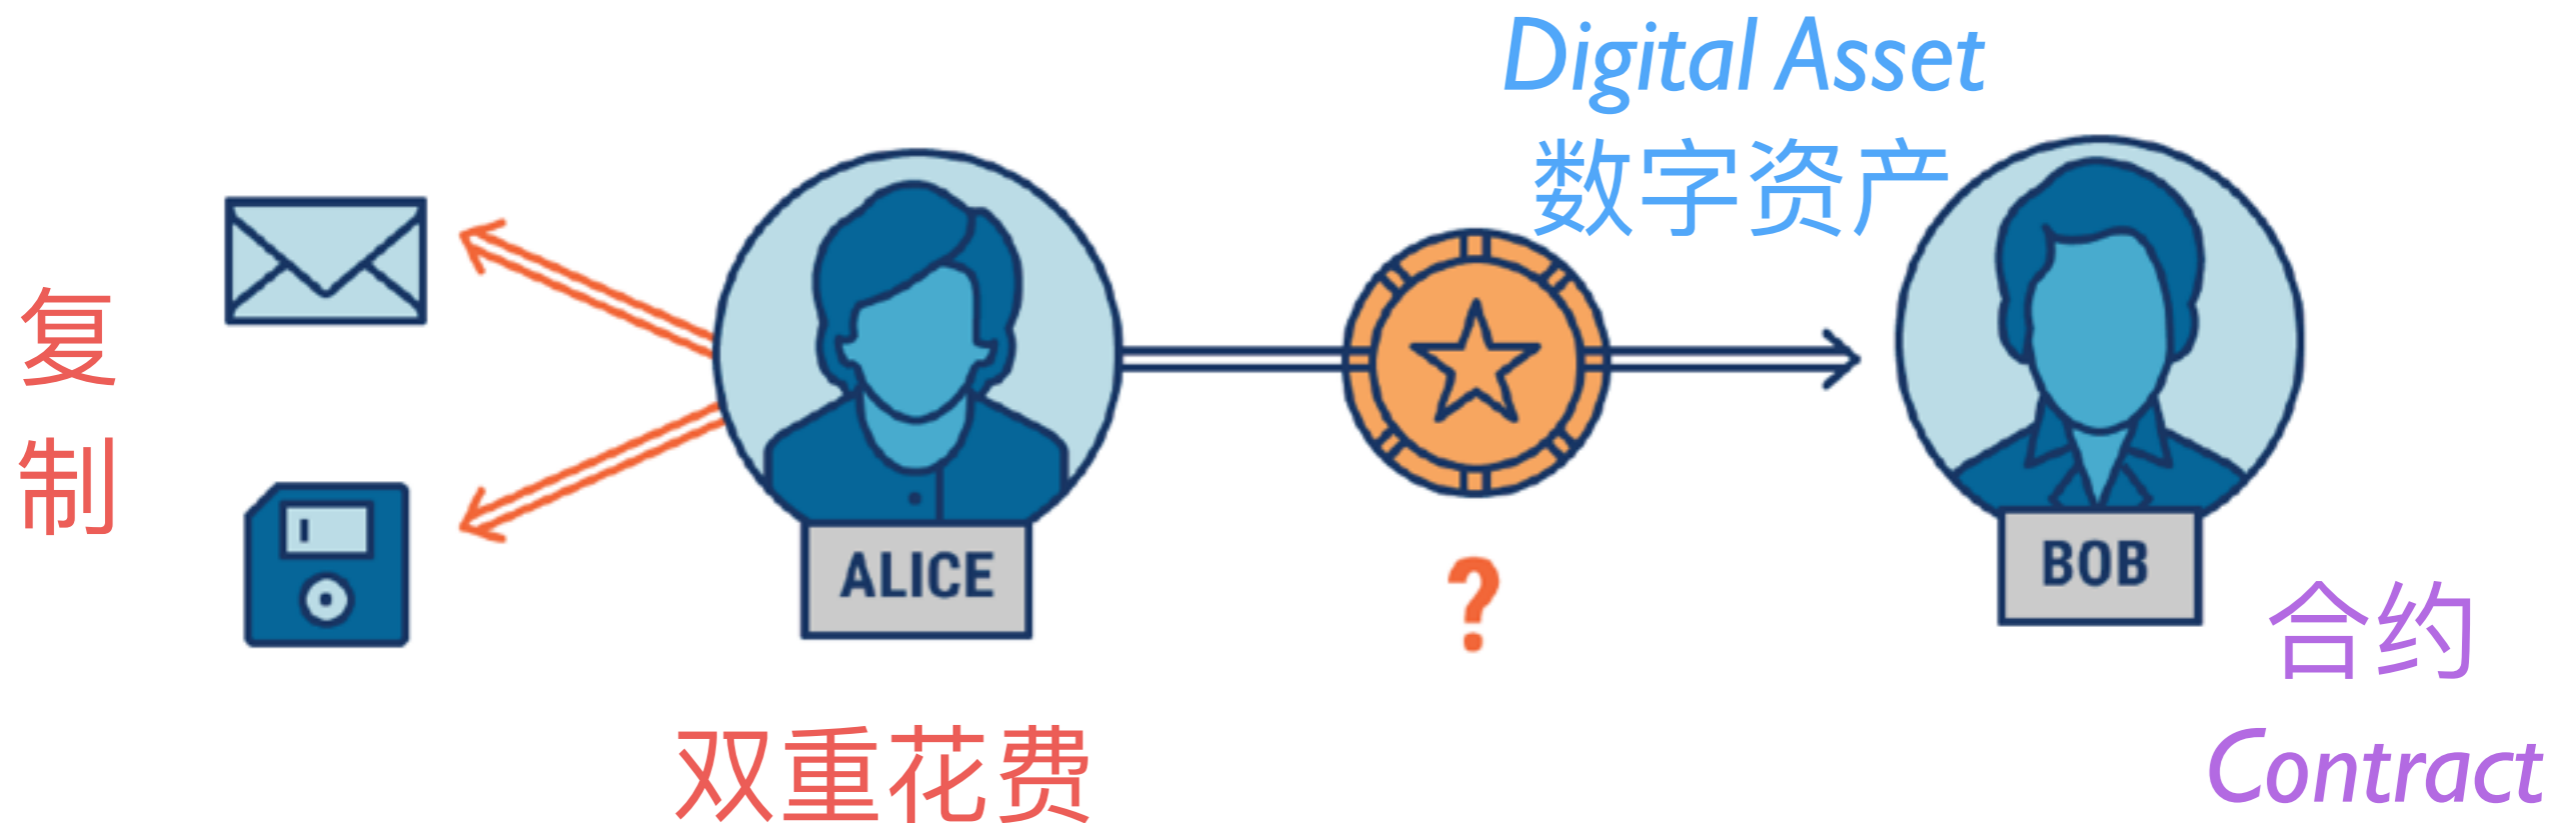 Digital Asset
数字资产
复
制
ALICE
BOB
?
合约
Contract
双重花费